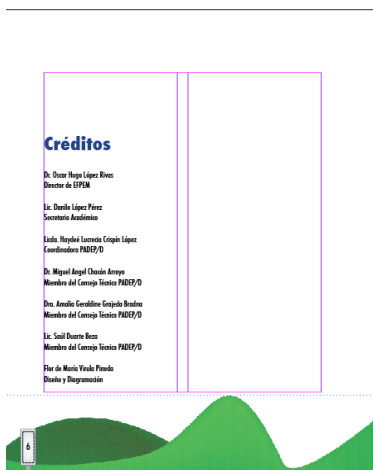 Créditos
Dr. Oscar Hugo López Rivas
Director de EFPEM
Lic. Danilo López Pérez
Secretario Académico
Licda. Haydeé Lucrecia Crispín López
Coordinadora PADEP/D
Dr. Miguel Angel Chacón Arroyo
Miembro del Consejo Técnico PADEP/D
Dra. Amalia Geraldine Grajeda Bradna
Miembro del Consejo Técnico PADEP/D
Lic. Saúl Duarte Beza
Miembro del Consejo Técnico PADEP/D
Flor de María Virula Pineda
Diseño y Diagramación
6